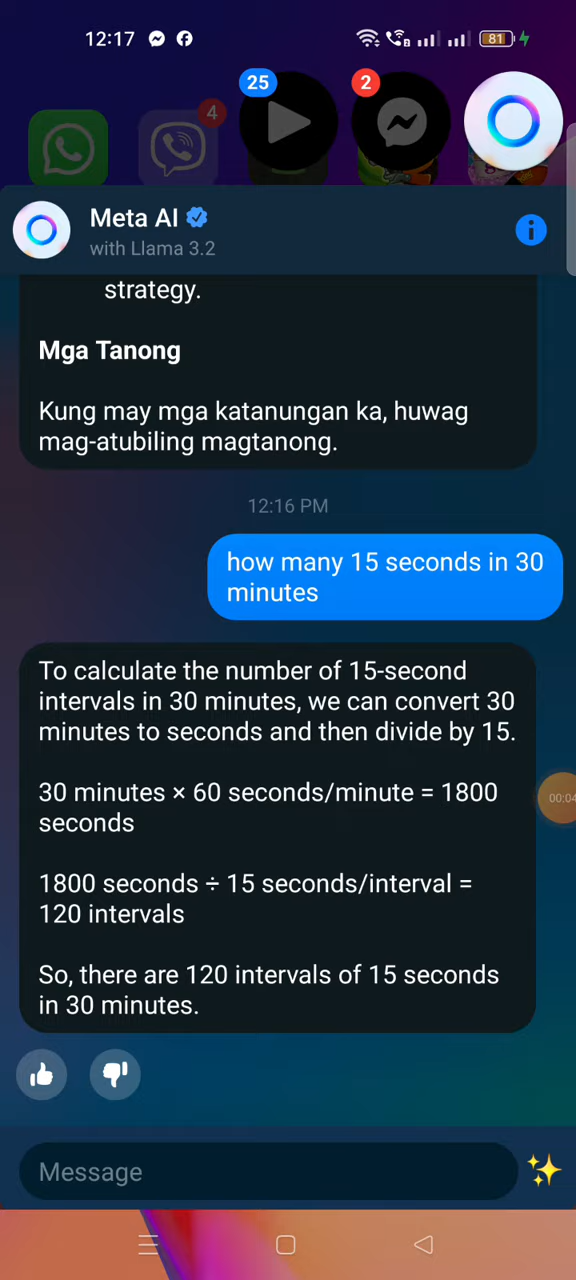 12:17
81
25
2
4
Meta AI
with Llama 3.2
strategy.
Mga Tanong
Kung may mga katanungan ka, huwag
mag-atubiling magtanong.
12:16 PM
how many 15 seconds in 30
minutes
To calculate the number of 15-second
intervals in 30 minutes, we can convert 30
minutes to seconds and then divide by 15.
30 minutes × 60 seconds/minute = 1800
seconds
00:04
1800 seconds ÷ 15 seconds/interval =
120 intervals
So, there are 120 intervals of 15 seconds
in 30 minutes.
Message